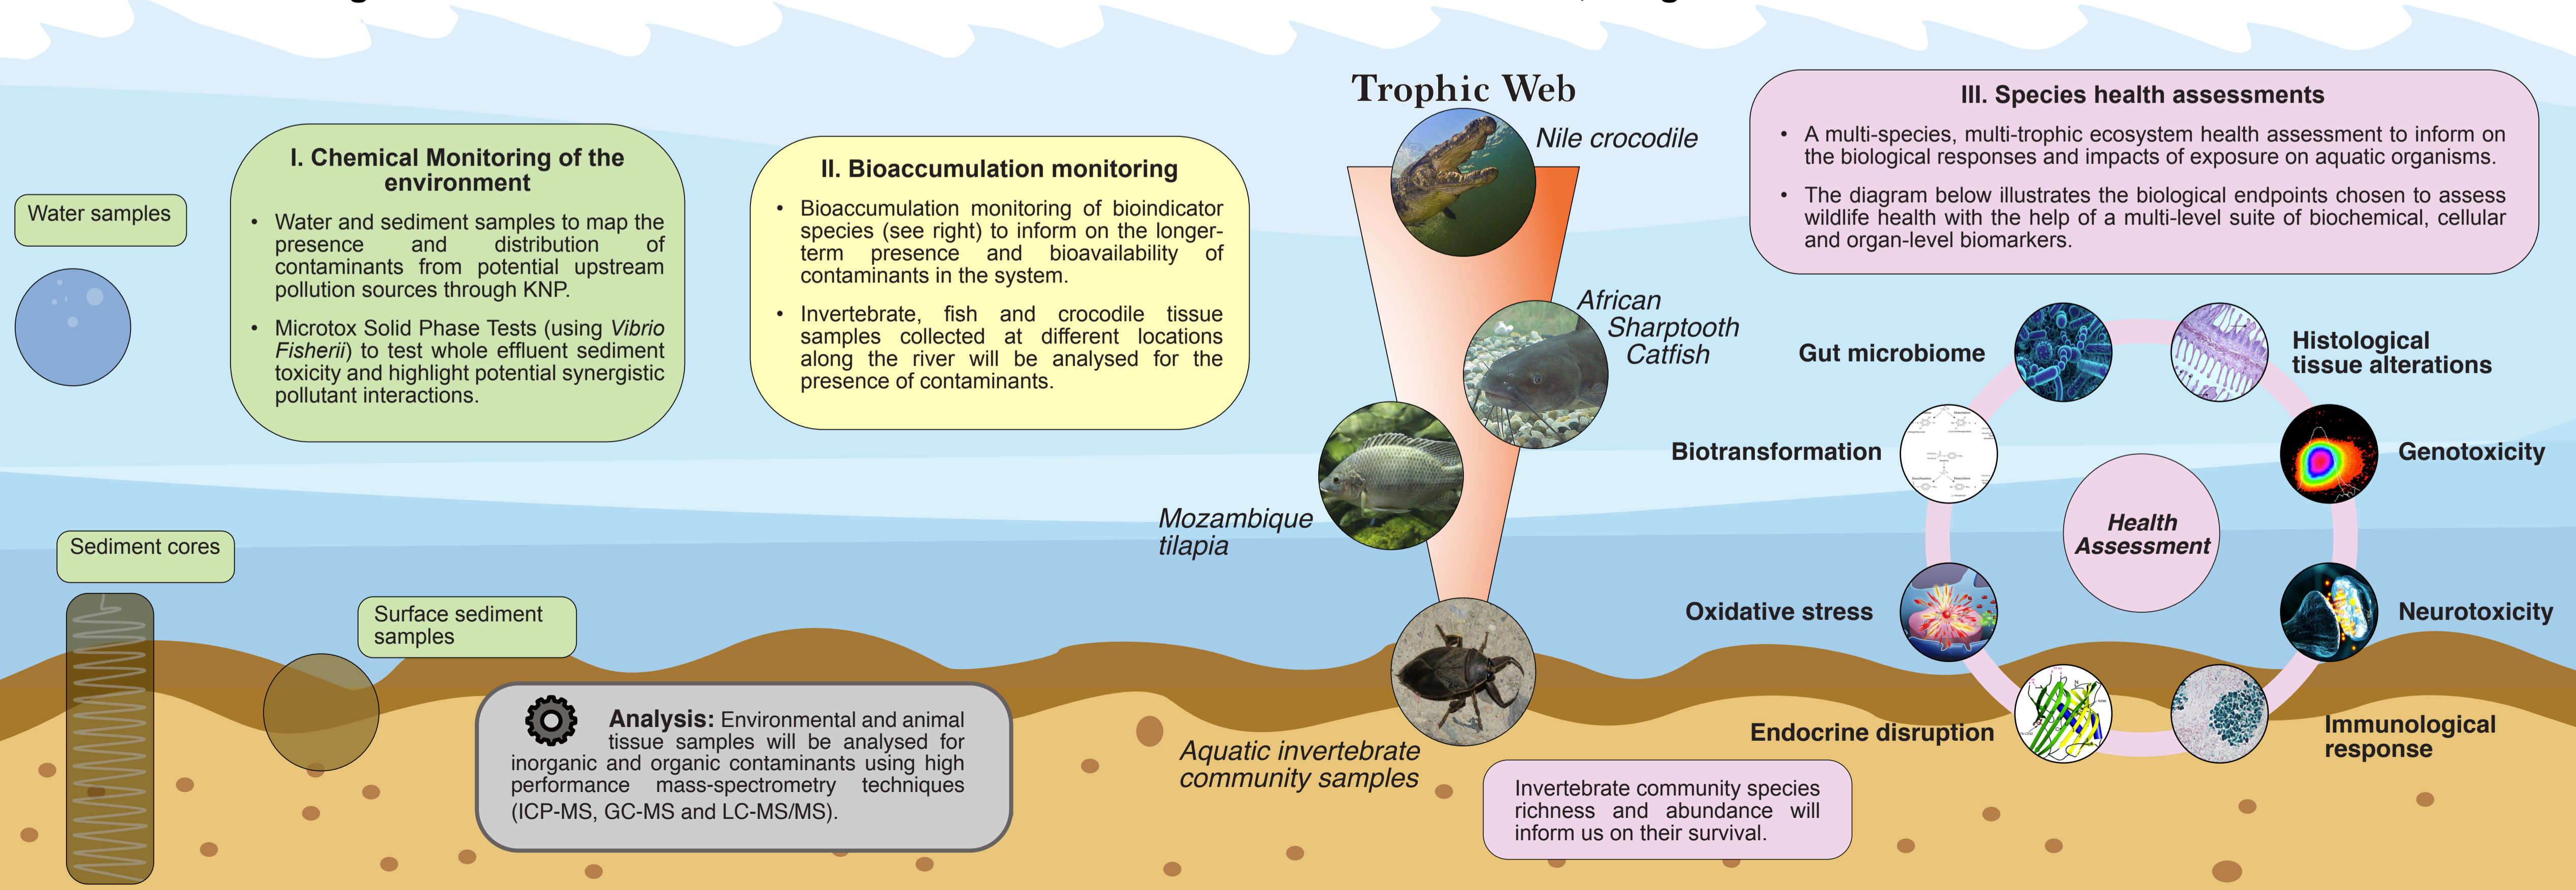 Water samples
I. Chemical Monitoring of the
environment
• Water and sediment samples to map the
presence and distribution of
contaminants from potential upstream
pollution sources through KNP.
• Microtox Solid Phase Tests (using Vibrio
Fisherii) to test whole effluent sediment
toxicity and highlight potential synergistic
pollutant interactions.
II. Bioaccumulation monitoring
• Bioaccumulation monitoring of bioindicator
species (see right) to inform on the longer-
term presence and bioavailability of
contaminants in the system.
• Invertebrate, fish and crocodile tissue
samples collected at different locations
along the river will be analysed for the
presence of contaminants.
Sediment cores
Surface sediment
samples
Analysis: Environmental and animal
tissue samples will be analysed for
inorganic and organic contaminants using high
performance mass-spectrometry techniques
(ICP-MS, GC-MS and LC-MS/MS).
Trophic Web
Nile crocodile
African
Sharptooth
Catfish
Mozambique
tilapia
Aquatic invertebrate
community samples
Invertebrate community species
richness and abundance will
inform us on their survival.
III. Species health assessments
• A multi-species, multi-trophic ecosystem health assessment to inform on
the biological responses and impacts of exposure on aquatic organisms.
• The diagram below illustrates the biological endpoints chosen to assess
wildlife health with the help of a multi-level suite of biochemical, cellular
and organ-level biomarkers.
Gut microbiome
Histological
tissue alterations
Biotransformation
Genotoxicity
Health
Assessment
Oxidative stress
Neurotoxicity
Endocrine disruption
Immunological
response